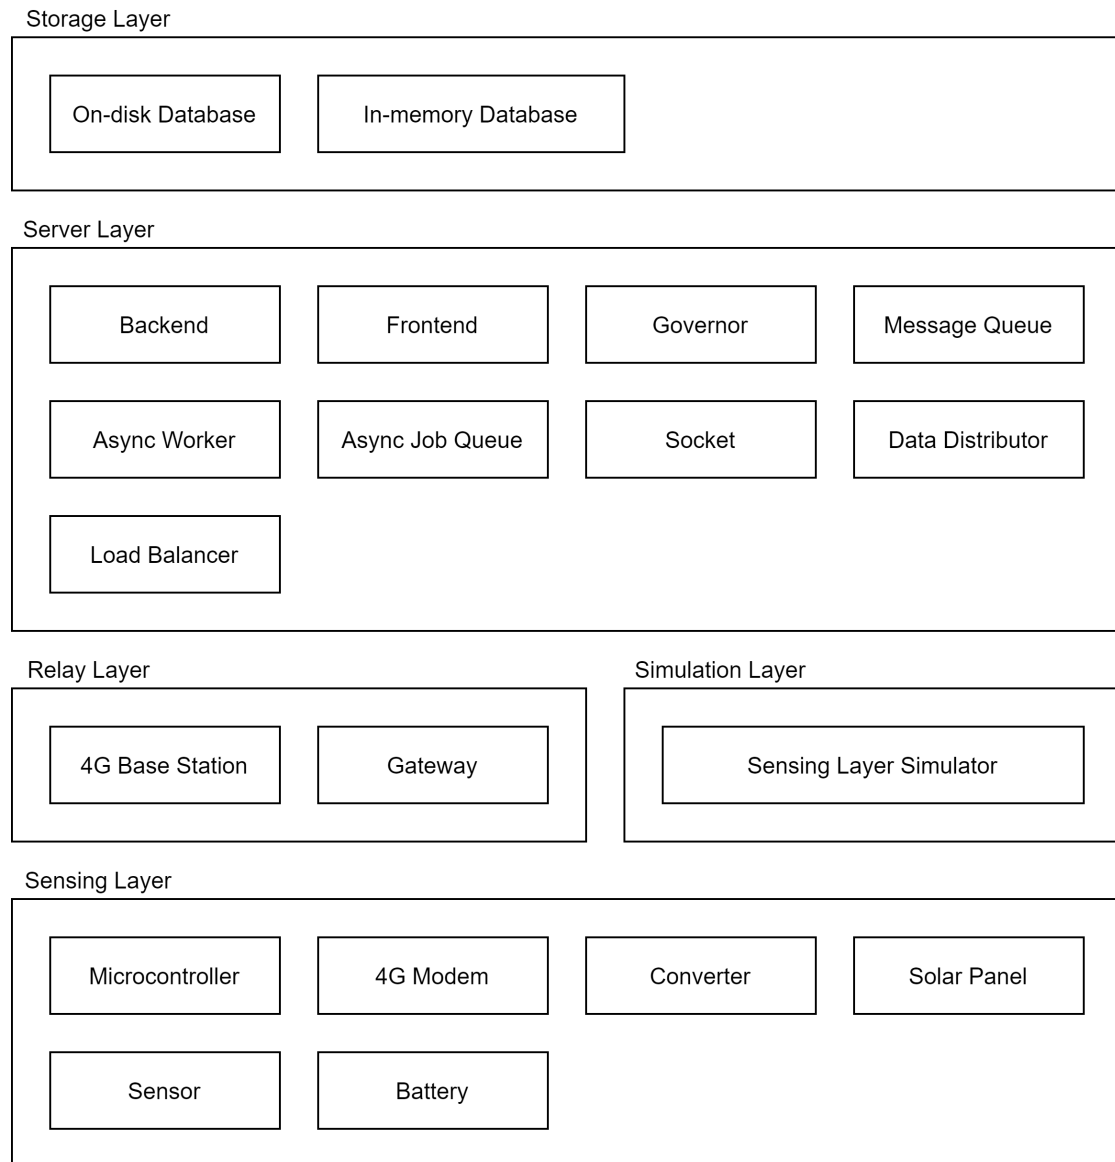 Storage Layer
On-disk Database
In-memory Database
Server Layer
Backend
Frontend
Governor
Message Queue
Async Worker
Async Job Queue
Socket
Data Distributor
Load Balancer
Relay Layer
4G Base Station
Gateway
Simulation Layer
Sensing Layer Simulator
Sensing Layer
Microcontroller
4G Modem
Converter
Solar Panel
Sensor
Battery